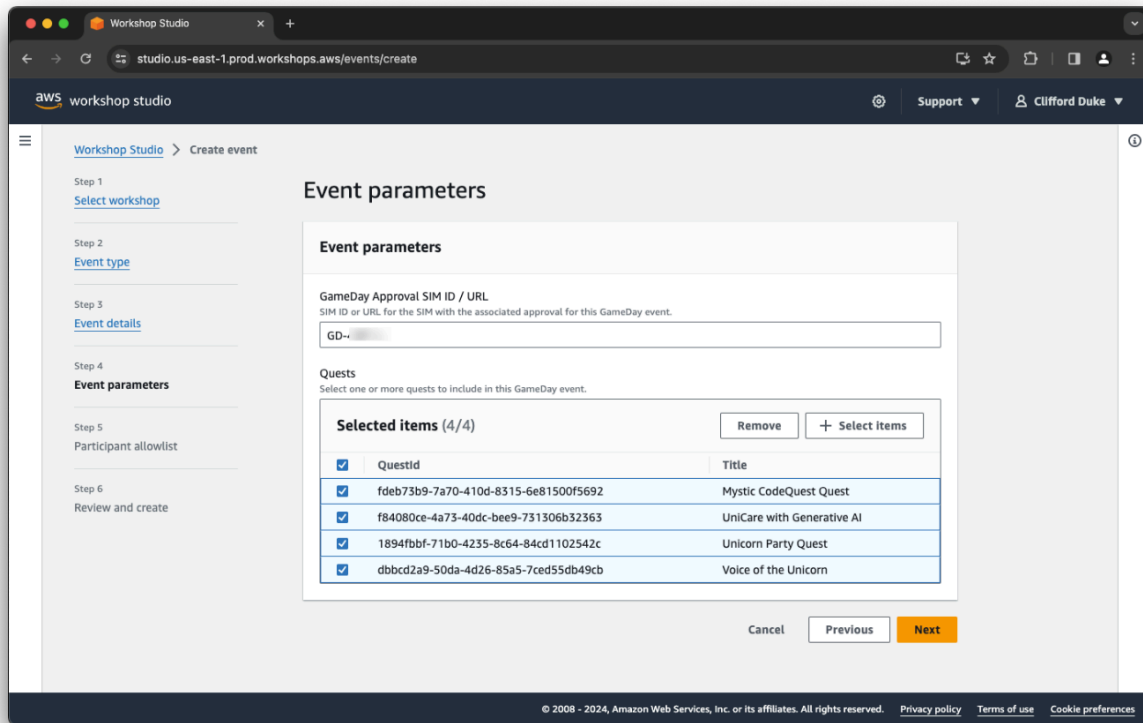 Workshop Studio
studio.us-east-1.prod.workshops.aws/events/create
aws workshop studio
Support
Clifford Duke
Workshop Studio > Create event
Step 1
Select workshop
Step 2
Event type
Step 3
Event details
Step 4
Event parameters
Step 5
Participant allowlist
Step 6
Review and create
Event parameters
Event parameters
GameDay Approval SIM ID / URL
SIM ID or URL for the SIM with the associated approval for this GameDay event.
GD-
Quests
Select one or more quests to include in this GameDay event.
Selected items (4/4)
Remove
+ Select items
QuestId Title
fdeb73b9-7a70-410d-8315-6e81500f5692 Mystic CodeQuest Quest
f84080ce-4a73-40dc-bee9-731306b32363 UniCare with Generative AI
1894fbbf-71b0-4235-8c64-84cd1102542c Unicorn Party Quest
dbbcd2a9-50da-4d26-85a5-7ced55db49cb Voice of the Unicorn
Cancel
Previous
Next
© 2008 - 2024, Amazon Web Services, Inc. or its affiliates. All rights reserved. Privacy policy Terms of use Cookie preferences